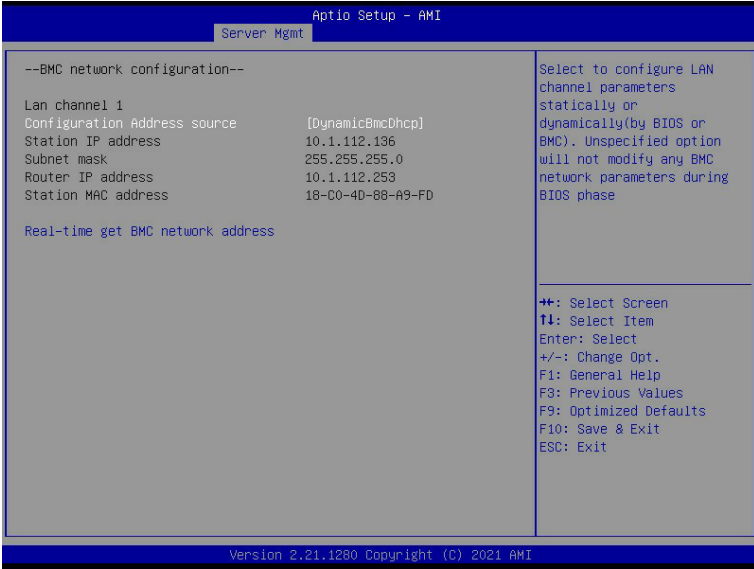 Aptio Setup - AMI
Server Mgmt
--BMC network configuration--
Lan channel 1
Configuration Address source [DynamicBmcDhcp]
Station IP address 10.1.112.136
Subnet mask 255.255.255.0
Router IP address 10.1.112.253
Station MAC address 18-C0-4D-88-A9-FD
Real-time get BMC network address
Select to configure LAN
channel parameters
statically or
dynamically(by BIOS or
BMC). Unspecified option
will not modify any BMC
network parameters during
BIOS phase
→←: Select Screen
↑↓: Select Item
Enter: Select
+/-: Change Opt.
F1: General Help
F3: Previous Values
F9: Optimized Defaults
F10: Save & Exit
ESC: Exit
Version 2.21.1280 Copyright (C) 2021 AMI